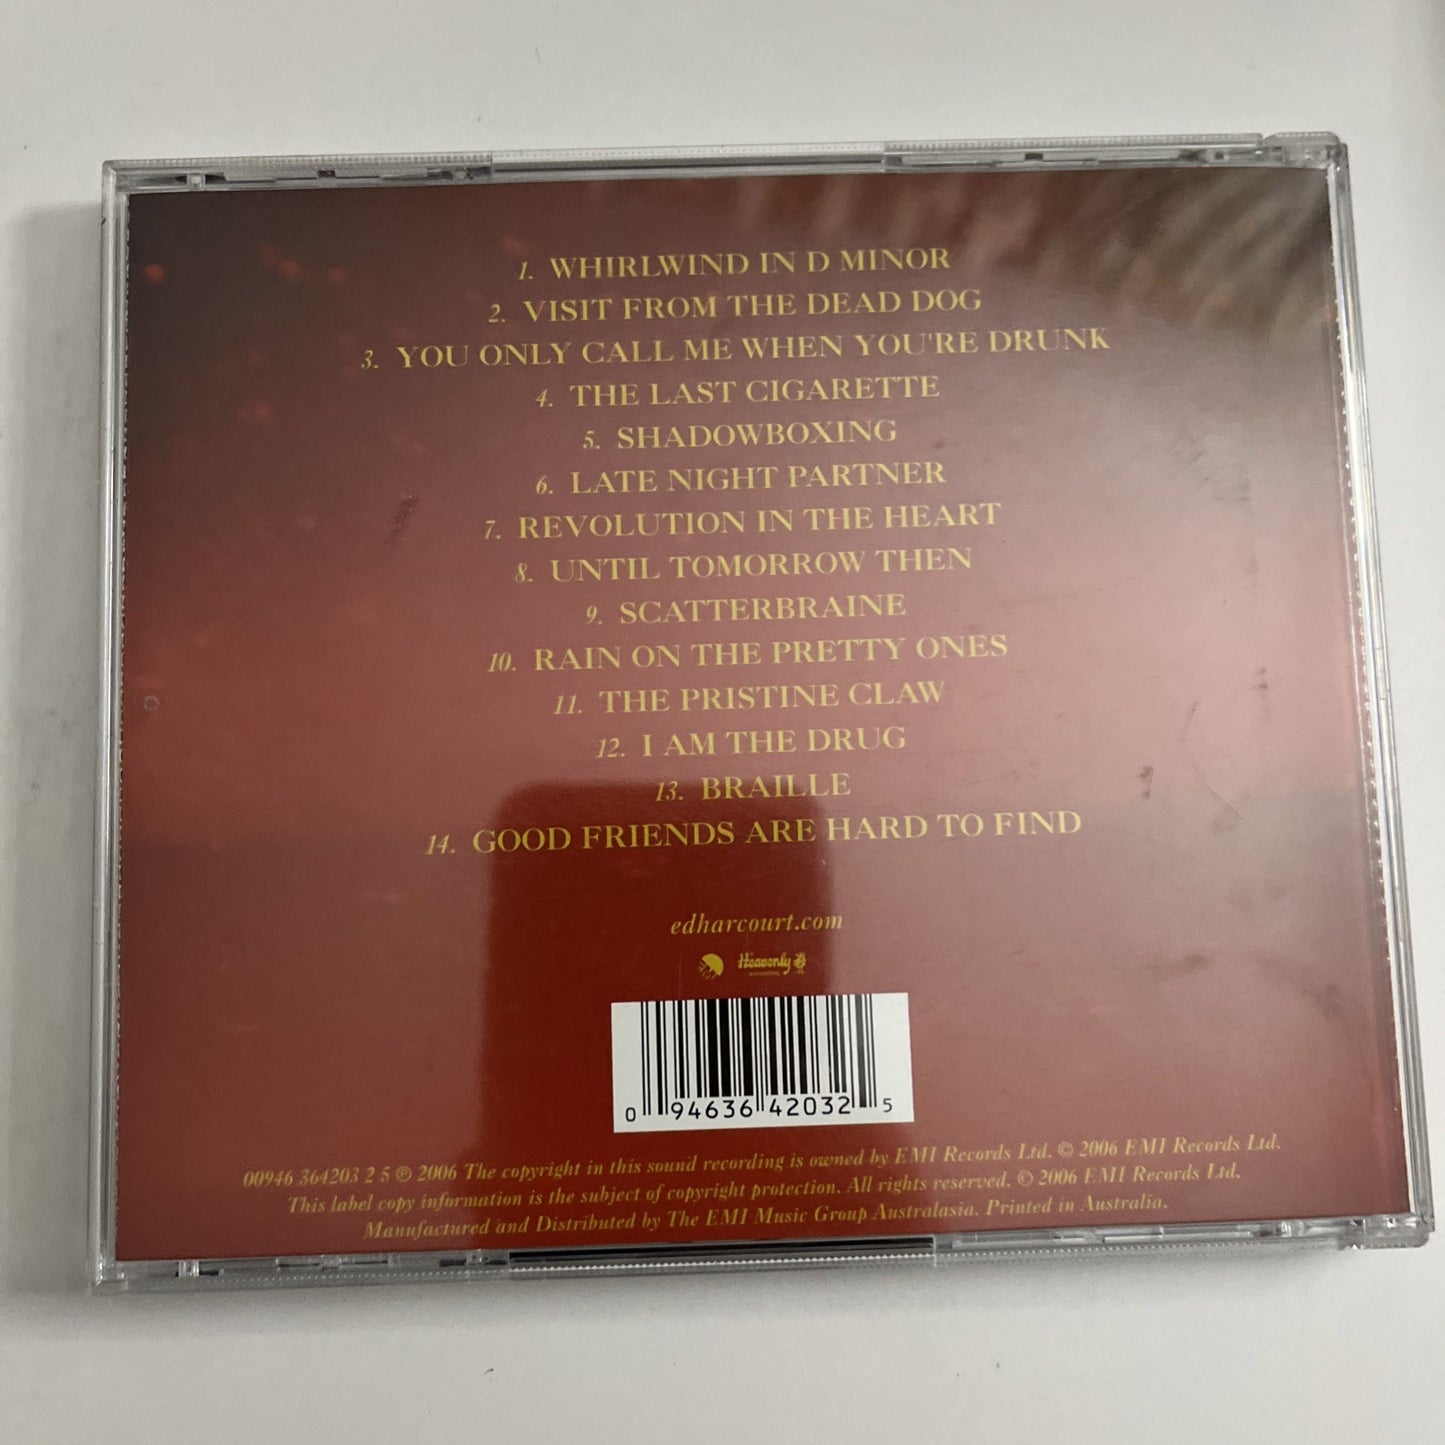 1. WHIRLWIND IN D MINOR
2. VISIT FROM THE DEAD DOG
3. YOU ONLY CALL ME WHEN YOU'RE DRUNK
4. THE LAST CIGARETTE
5. SHADOWBOXING
6. LATE NIGHT PARTNER
7. REVOLUTION IN THE HEART
8. UNTIL TOMORROW THEN
9. SCATTERBRAINE
10. RAIN ON THE PRETTY ONES
11. THE PRISTINE CLAW
12. I AM THE DRUG
13. BRAILLE
14. GOOD FRIENDS ARE HARD TO FIND
edharcourt.com
Heavenly
0 94636 42032 5
00946 364203 2 5 ℗ 2006 The copyright in this sound recording is owned by EMI Records Ltd. © 2006 EMI Records Ltd.
This label copy information is the subject of copyright protection. All rights reserved. © 2006 EMI Records Ltd.
Manufactured and Distributed by The EMI Music Group Australasia. Printed in Australia.